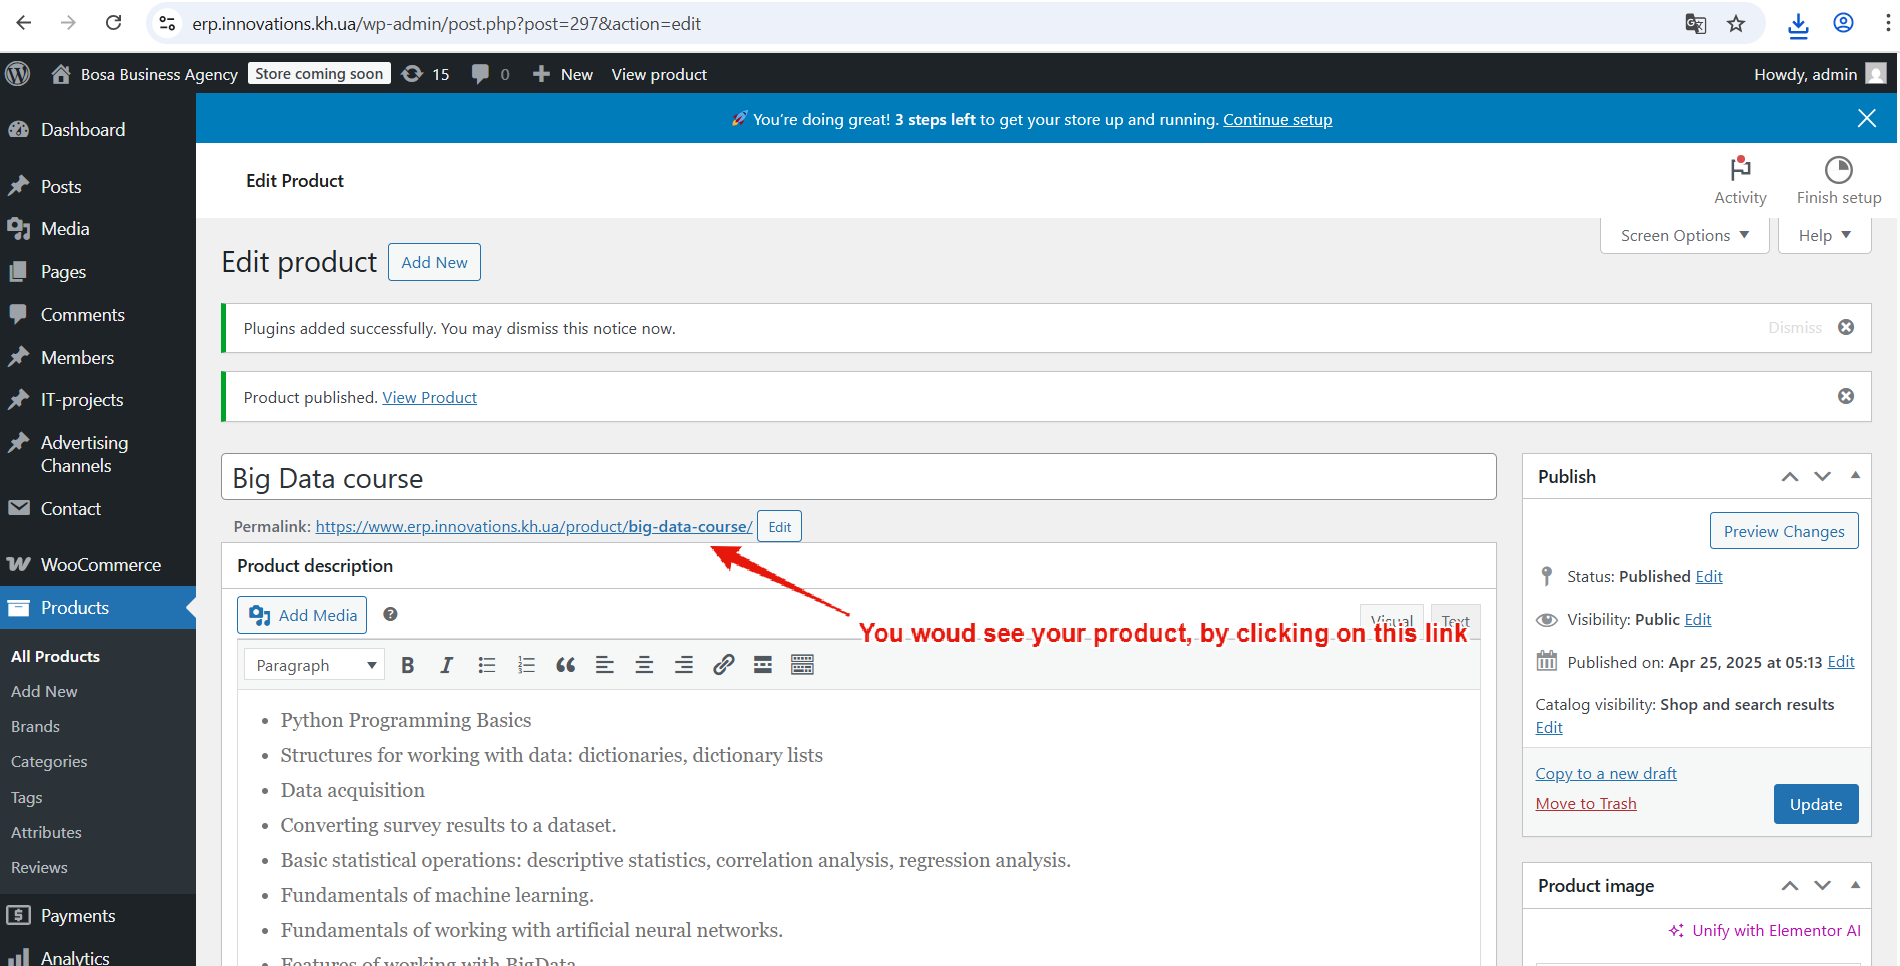 erp.innovations.kh.ua/wp-admin/post.php?post=297&action=edit
Bosa Business Agency Store coming soon 15 0 New View product Howdy, admin
🚀 You're doing great! 3 steps left to get your store up and running. Continue setup
Dashboard
Posts
Media
Pages
Comments
Members
IT-projects
Advertising
Channels
Contact
WooCommerce
Products
All Products
Add New
Brands
Categories
Tags
Attributes
Reviews
Payments
Analytics
Edit Product
Activity
Finish setup
Screen Options
Help
Edit product Add New
Plugins added successfully. You may dismiss this notice now. Dismiss
Product published. View Product
Big Data course
Permalink: https://www.erp.innovations.kh.ua/product/big-data-course/ Edit
Product description
Add Media
Visual Text
You woud see your product, by clicking on this link
Paragraph
• Python Programming Basics
• Structures for working with data: dictionaries, dictionary lists
• Data acquisition
• Converting survey results to a dataset.
• Basic statistical operations: descriptive statistics, correlation analysis, regression analysis.
• Fundamentals of machine learning.
• Fundamentals of working with artificial neural networks.
• Features of working with BigData
Publish
Preview Changes
Status: Published Edit
Visibility: Public Edit
Published on: Apr 25, 2025 at 05:13 Edit
Catalog visibility: Shop and search results
Edit
Copy to a new draft
Move to Trash
Update
Product image
Unify with Elementor AI